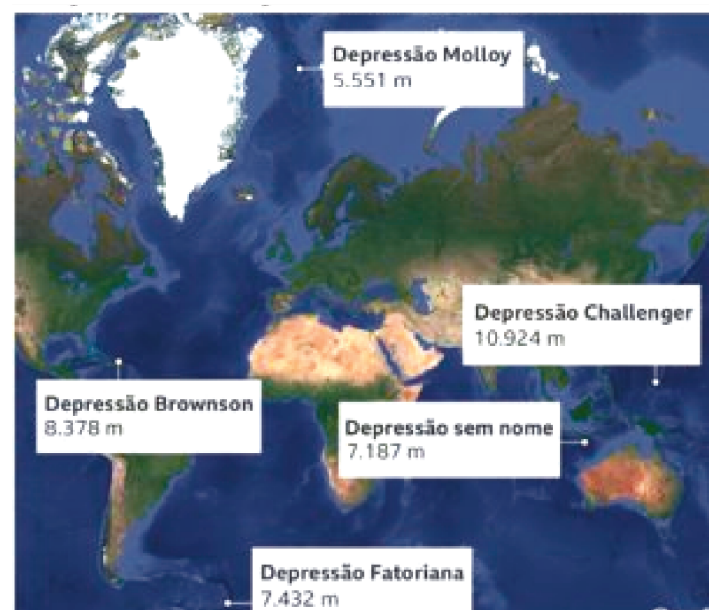 Depressão Molloy
5.551 m
Depressão Challenger
10.924 m
Depressão Brownson
8.378 m
Depressão sem nome
7.187 m
Depressão Fatoriana
7.432 m